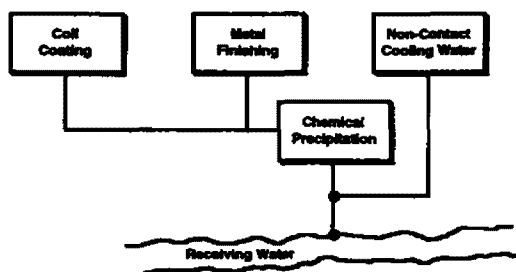 Coil
Coating
Metal
Finishing
Non-Contact
Cooling Water
Chemical
Precipitation
Receiving Water